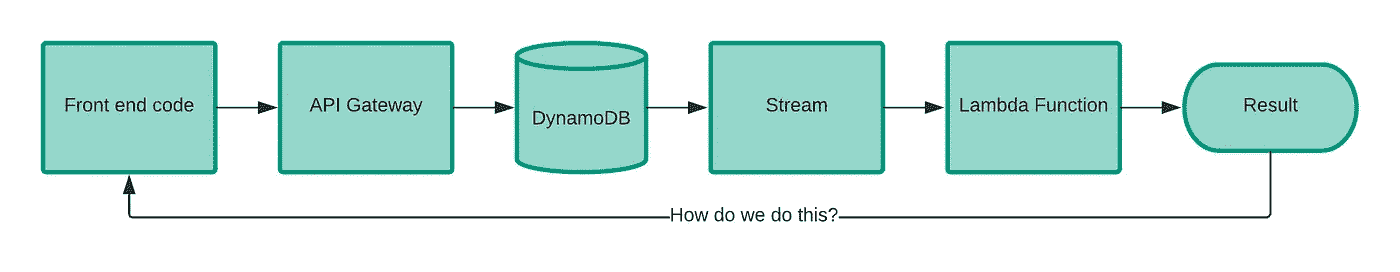 Front end code
API Gateway
DynamoDB
Stream
Lambda Function
Result
How do we do this?